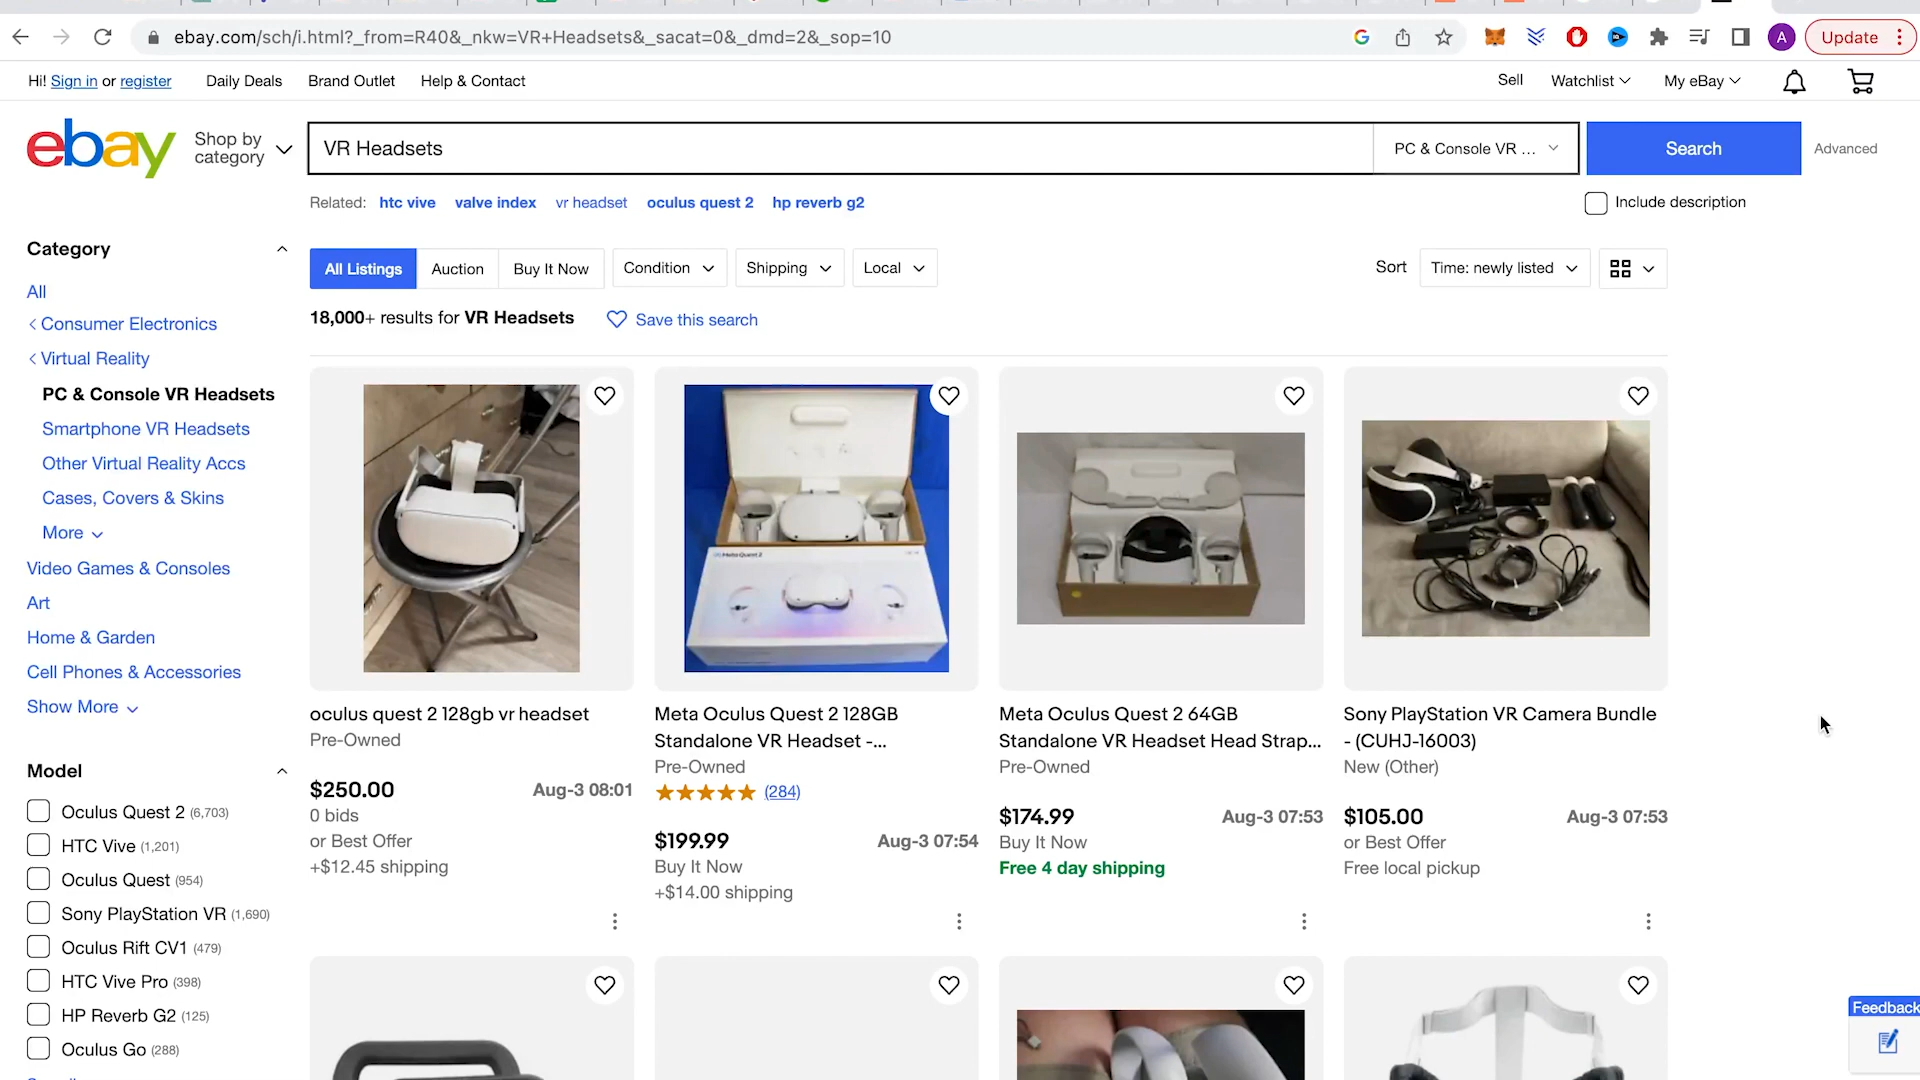 ebay.com/sch/i.html?_from=R40&_nkw=VR+Headsets&_sacat=0&_dmd=2&_sop=10
A
Update
Hi! Sign in or register
Daily Deals
Brand Outlet
Help & Contact
Sell
Watchlist
My eBay
ebay
Shop by category
VR Headsets
PC & Console VR ...
Search
Advanced
Related: htc vive valve index vr headset oculus quest 2 hp reverb g2
Include description
Category
All
Consumer Electronics
Virtual Reality
PC & Console VR Headsets
Smartphone VR Headsets
Other Virtual Reality Accs
Cases, Covers & Skins
More
Video Games & Consoles
Art
Home & Garden
Cell Phones & Accessories
Show More
Model
Oculus Quest 2 (6,703)
HTC Vive (1,201)
Oculus Quest (954)
Sony PlayStation VR (1,690)
Oculus Rift CV1 (479)
HTC Vive Pro (398)
HP Reverb G2 (125)
Oculus Go (288)
All Listings
Auction
Buy It Now
Condition
Shipping
Local
Sort
Time: newly listed
18,000+ results for VR Headsets
Save this search
oculus quest 2 128gb vr headset
Pre-Owned
$250.00
Aug-3 08:01
0 bids
or Best Offer
+$12.45 shipping
Meta Quest 2
Meta Oculus Quest 2 128GB
Standalone VR Headset -...
Pre-Owned
(284)
$199.99
Aug-3 07:54
Buy It Now
+$14.00 shipping
Meta Oculus Quest 2 64GB
Standalone VR Headset Head Strap...
Pre-Owned
$174.99
Aug-3 07:53
Buy It Now
Free 4 day shipping
Sony PlayStation VR Camera Bundle
- (CUHJ-16003)
New (Other)
$105.00
Aug-3 07:53
or Best Offer
Free local pickup
Feedback